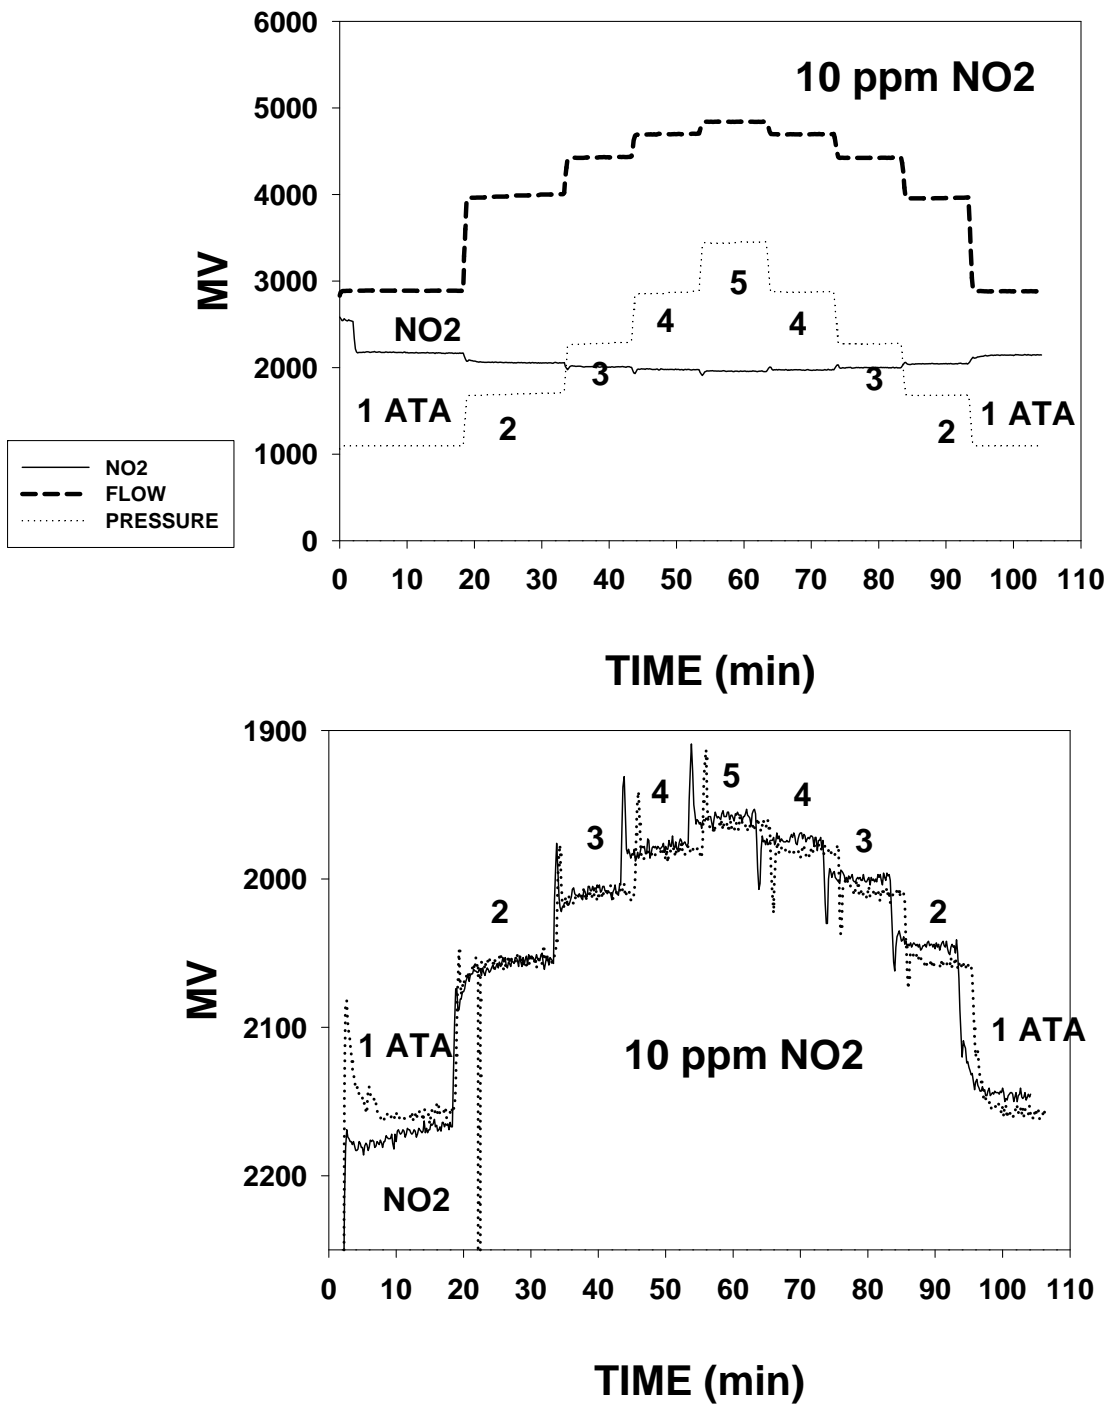 6000
10 ppm NO2
5000
4000
MV
3000
5
4
4
NO2
2000
3
3
1 ATA
1 ATA
2
2
1000
NO2
FLOW
PRESSURE
0
0 10 20 30 40 50 60 70 80 90 100 110
TIME (min)
1900
5
4
4
3
3
2000
2
2
MV
2100
1 ATA
1 ATA
10 ppm NO2
2200
NO2
0 10 20 30 40 50 60 70 80 90 100 110
TIME (min)